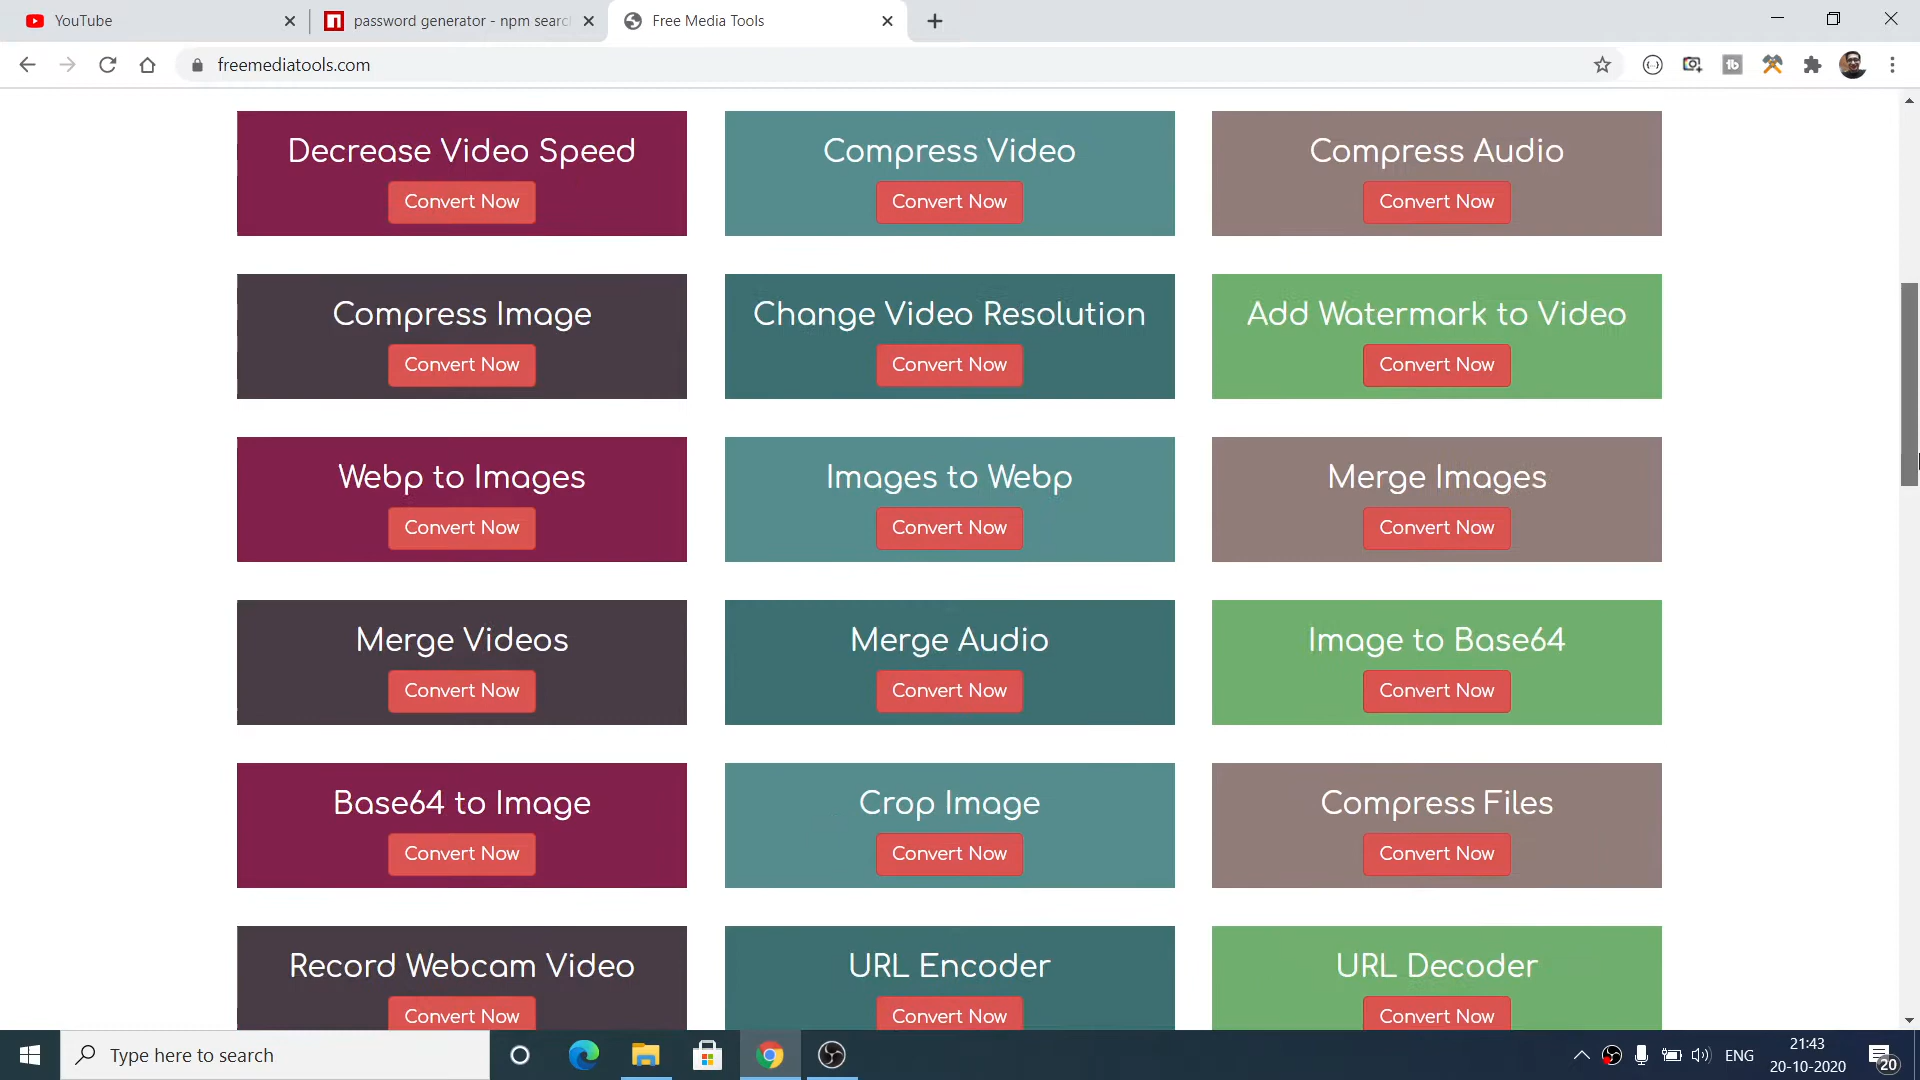 YouTube
password generator - npm searc
Free Media Tools
freemediatools.com
Decrease Video Speed
Convert Now
Compress Video
Convert Now
Compress Audio
Convert Now
Compress Image
Convert Now
Change Video Resolution
Convert Now
Add Watermark to Video
Convert Now
Webp to Images
Convert Now
Images to Webp
Convert Now
Merge Images
Convert Now
Merge Videos
Convert Now
Merge Audio
Convert Now
Image to Base64
Convert Now
Base64 to Image
Convert Now
Crop Image
Convert Now
Compress Files
Convert Now
Record Webcam Video
Convert Now
URL Encoder
Convert Now
URL Decoder
Convert Now
Type here to search
ENG
21:43
20-10-2020
20